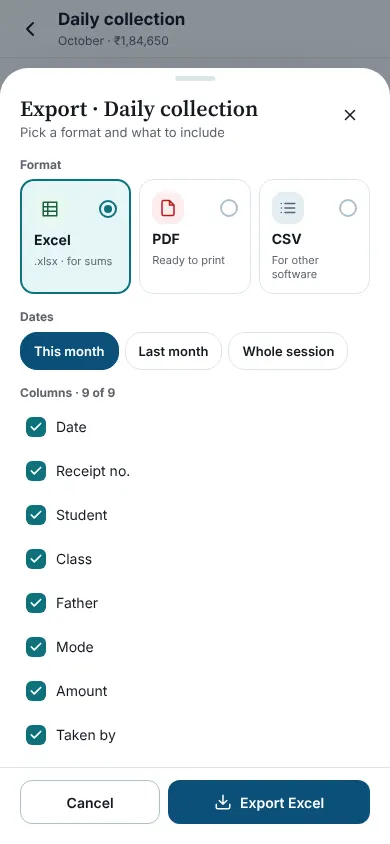 Daily collection
October · ₹1,84,650
Export · Daily collection
Pick a format and what to include
Format
Excel
.xlsx · for sums
PDF
Ready to print
CSV
For other
software
Dates
This month
Last month
Whole session
Columns · 9 of 9
Date
Receipt no.
Student
Class
Father
Mode
Amount
Taken by
Cancel
Export Excel